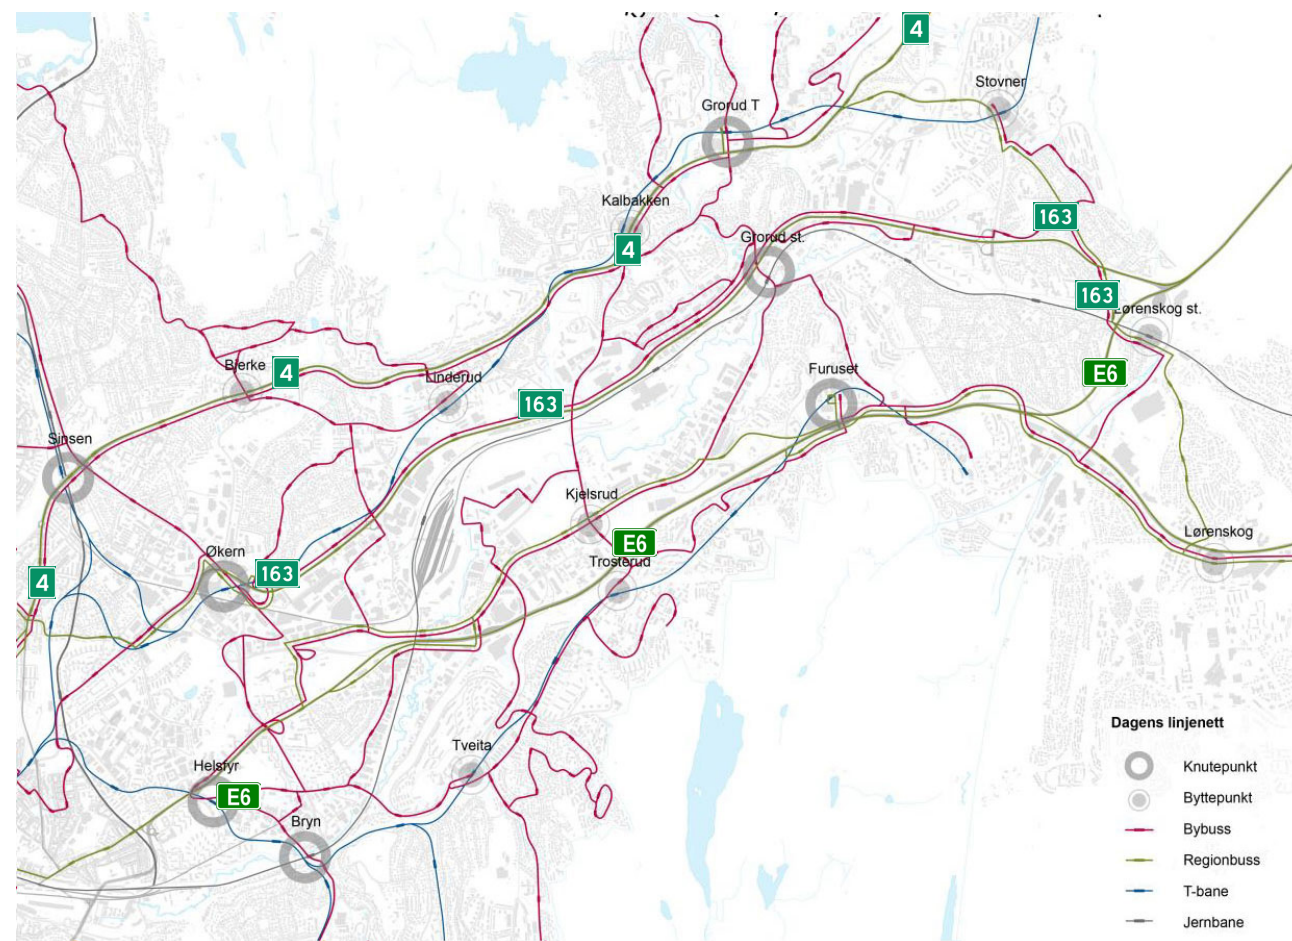 4
Stovner
Grorud T
Kalbakken
163
Grorud st.
4
163
Lørenskog st.
Bjerke
4
Linderud
Furuset
E6
163
Sinsen
Kjelsrud
Lørenskog
E6
Økern
163
Trosterud
4
Dagens linjenett
Tveita
Helsfyr
Knutepunkt
E6
Byttepunkt
Bryn
Bybuss
Regionbuss
T-bane
Jernbane